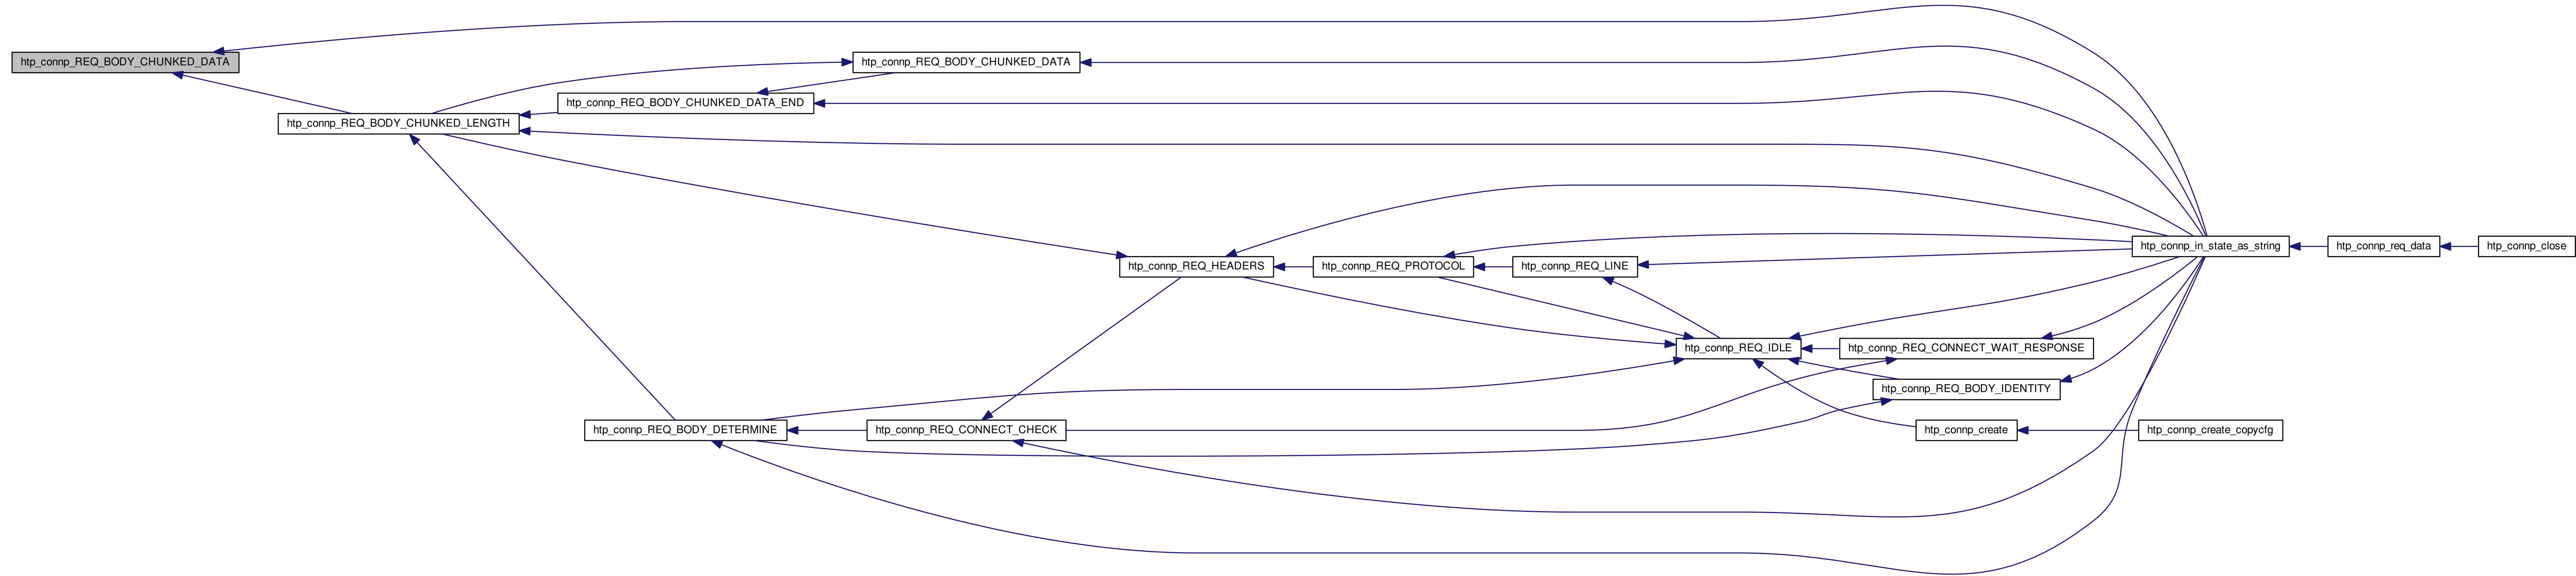 htp_connp_REQ_BODY_CHUNKED_DATA
htp_connp_REQ_BODY_CHUNKED_DATA
htp_connp_REQ_BODY_CHUNKED_DATA_END
htp_connp_REQ_BODY_CHUNKED_LENGTH
htp_connp_in_state_as_string
htp_connp_req_data
htp_connp_close
htp_connp_REQ_HEADERS
htp_connp_REQ_PROTOCOL
htp_connp_REQ_LINE
htp_connp_REQ_IDLE
htp_connp_REQ_CONNECT_WAIT_RESPONSE
htp_connp_REQ_BODY_IDENTITY
htp_connp_REQ_BODY_DETERMINE
htp_connp_REQ_CONNECT_CHECK
htp_connp_create
htp_connp_create_copycfg